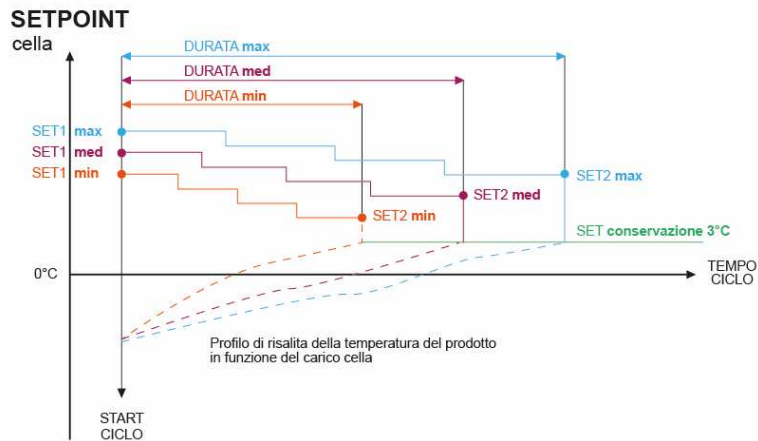 SETPOINT
cella
DURATA max
DURATA med
DURATA min
SET1 max
SET1 med
SET1 min
SET2 max
SET2 med
SET2 min
SET conservazione 3°C
0°C
TEMPO
CICLO
Profilo di risalita della temperatura del prodotto
in funzione del carico cella
START
CICLO